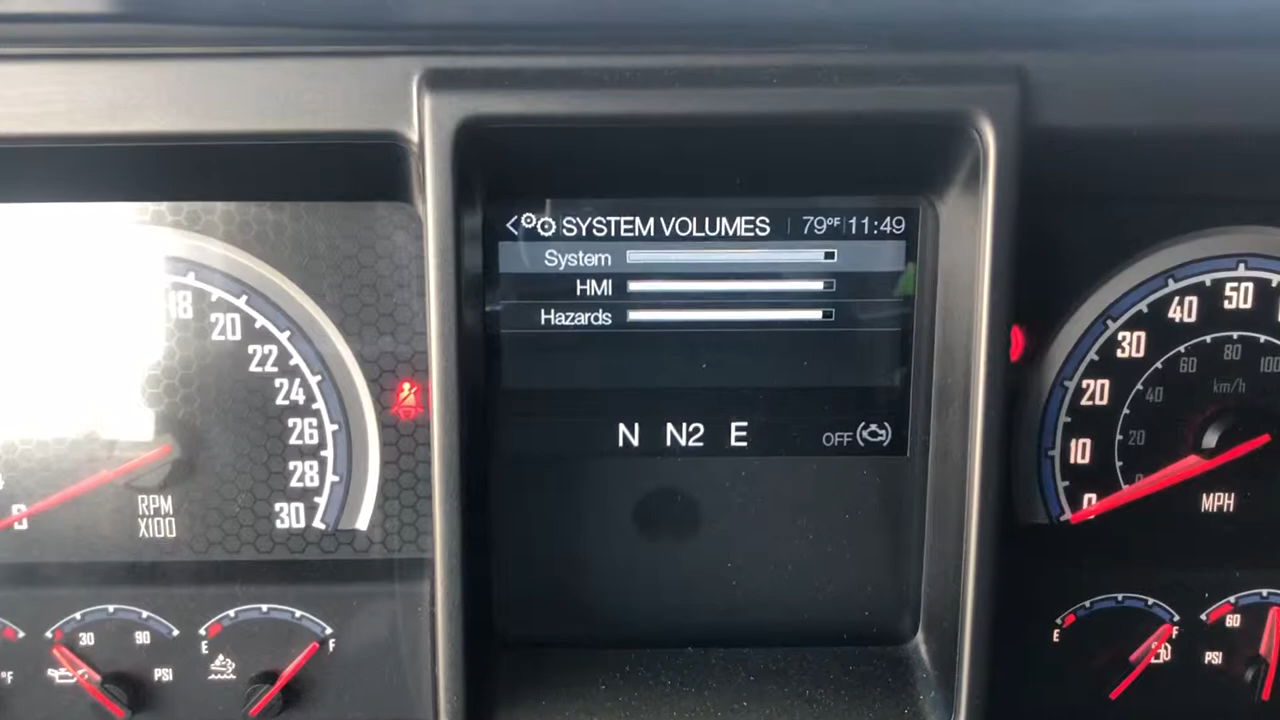 SYSTEM VOLUMES 79°F 11:49
System
HMI
Hazards
N N2 E OFF
18
20
22
24
26
28
30
RPM
X100
0
10
20
30
40
50
20
40
60
80
100
km/h
MPH
30 90
PSI
°F
E F
E F
60
PSI